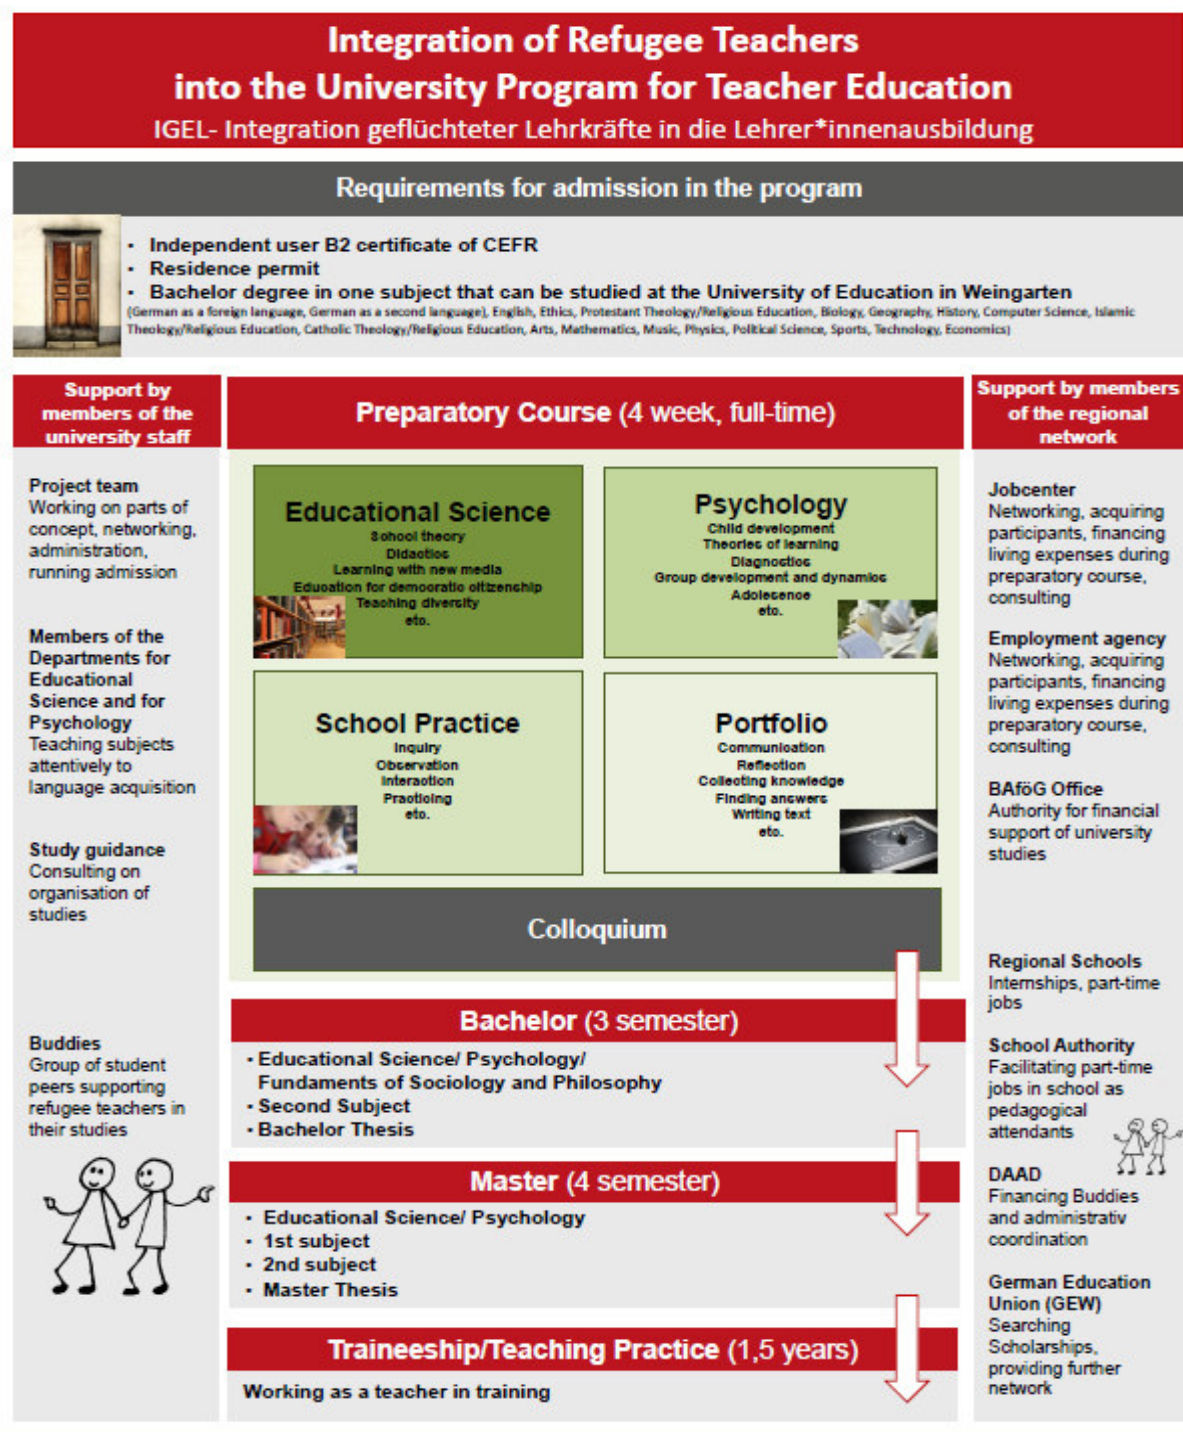 Integration of Refugee Teachers
into the University Program for Teacher Education
IGEL- Integration geflüchteter Lehrkräfte in die Lehrer*innenausbildung
Requirements for admission in the program
• Independent user B2 certificate of CEFR
• Residence permit
• Bachelor degree in one subject that can be studied at the University of Education in Weingarten
(German as a foreign language, German as a second language), English, Ethics, Protestant Theology/Religious Education, Biology, Geography, History, Computer Science, Islamic
Theology/Religious Education, Catholic Theology/Religious Education, Arts, Mathematics, Music, Physics, Political Science, Sports, Technology, Economics)
Support by
members of the
university staff
Project team
Working on parts of
concept, networking,
administration,
running admission
Members of the
Departments for
Educational
Science and for
Psychology
Teaching subjects
attentively to
language acquisition
Study guidance
Consulting on
organisation of
studies
Buddies
Group of student
peers supporting
refugee teachers in
their studies
Preparatory Course (4 week, full-time)
Educational Science
School theory
Didactics
Learning with new media
Education for democratic citizenship
Teaching diversity
etc.
Psychology
Child development
Theories of learning
Diagnostics
Group development and dynamics
Adolesence
etc.
School Practice
Inquiry
Observation
Interaction
Practicing
etc.
Portfolio
Communication
Reflection
Collecting knowledge
Finding answers
Writing text
etc.
Colloquium
Bachelor (3 semester)
• Educational Science/ Psychology/
Fundaments of Sociology and Philosophy
• Second Subject
• Bachelor Thesis
Master (4 semester)
• Educational Science/ Psychology
• 1st subject
• 2nd subject
• Master Thesis
Traineeship/Teaching Practice (1,5 years)
Working as a teacher in training
Support by members
of the regional
network
Jobcenter
Networking, acquiring
participants, financing
living expenses during
preparatory course,
consulting
Employment agency
Networking, acquiring
participants, financing
living expenses during
preparatory course,
consulting
BAföG Office
Authority for financial
support of university
studies
Regional Schools
Internships, part-time
jobs
School Authority
Facilitating part-time
jobs in school as
pedagogical
attendants
DAAD
Financing Buddies
and administrativ
coordination
German Education
Union (GEW)
Searching
Scholarships,
providing further
network